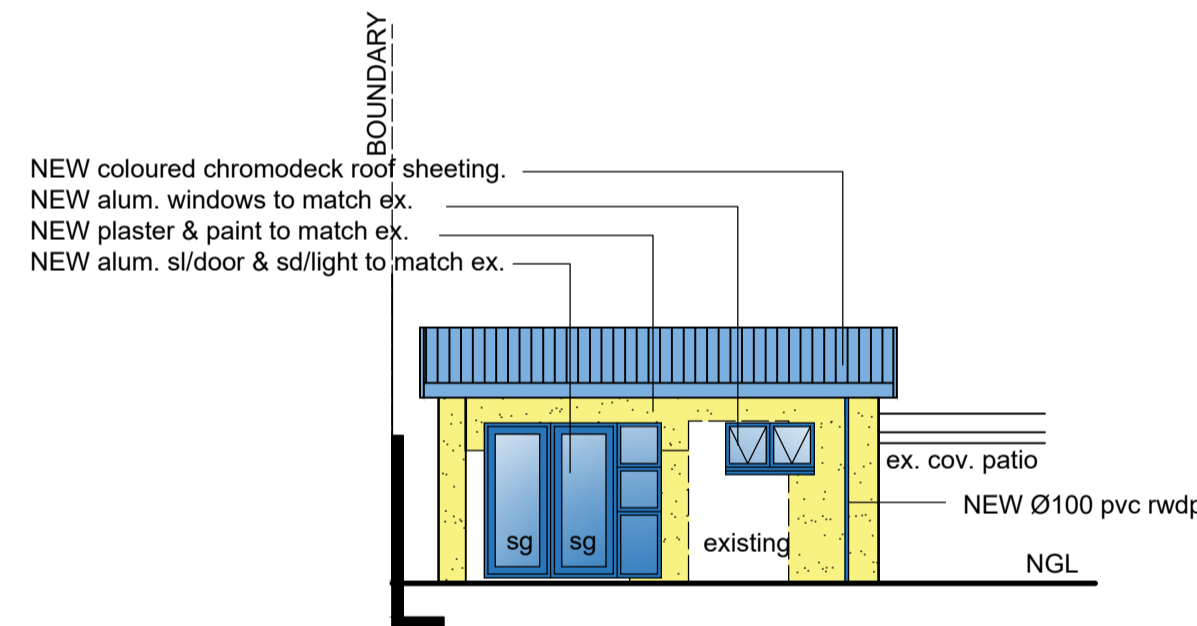 BOUNDARY
NEW coloured chromodeck roof sheeting.
NEW alum. windows to match ex.
NEW plaster & paint to match ex.
NEW alum. sl/door & sd/light to match ex.
ex. cov. patio
NEW Ø100 pvc rwdp
sg
sg
existing
NGL